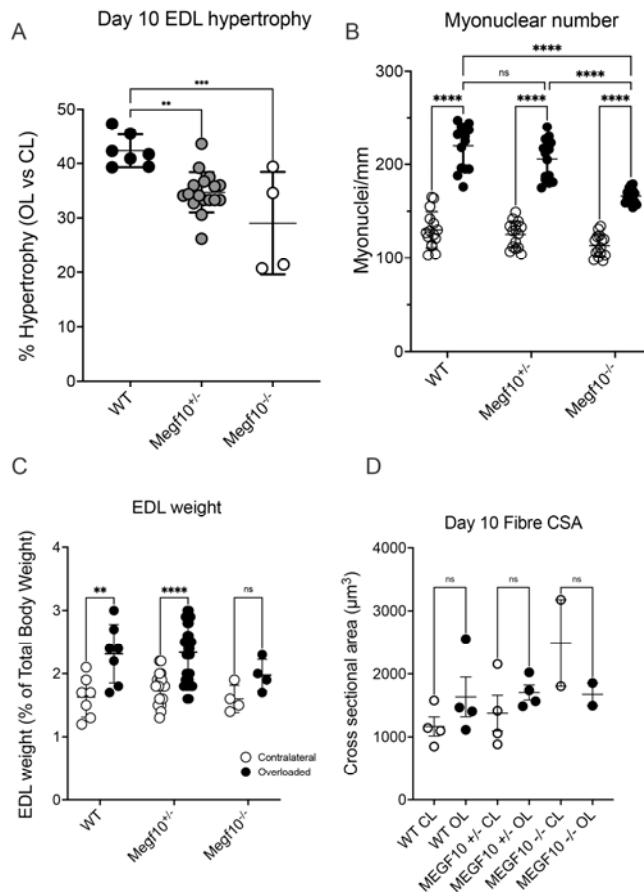 A
Day 10 EDL hypertrophy
***
**
50
40
30
20
10
0
% Hypertrophy (OL vs CL)
WT
Megf10+/-
Megf10-/-
B
Myonuclear number
****
ns
****
****
****
****
300
200
100
0
Myonuclei/mm
WT
Megf10+/-
Megf10-/-
C
EDL weight
**
****
ns
4
3
2
1
0
EDL weight (% of Total Body Weight)
Contralateral
Overloaded
WT
Megf10+/-
Megf10-/-
D
Day 10 Fibre CSA
ns
ns
ns
4000
3000
2000
1000
0
Cross sectional area (µm³)
WT CL
WT OL
MEGF10 +/- CL
MEGF10 +/- OL
MEGF10 -/- CL
MEGF10 -/- OL